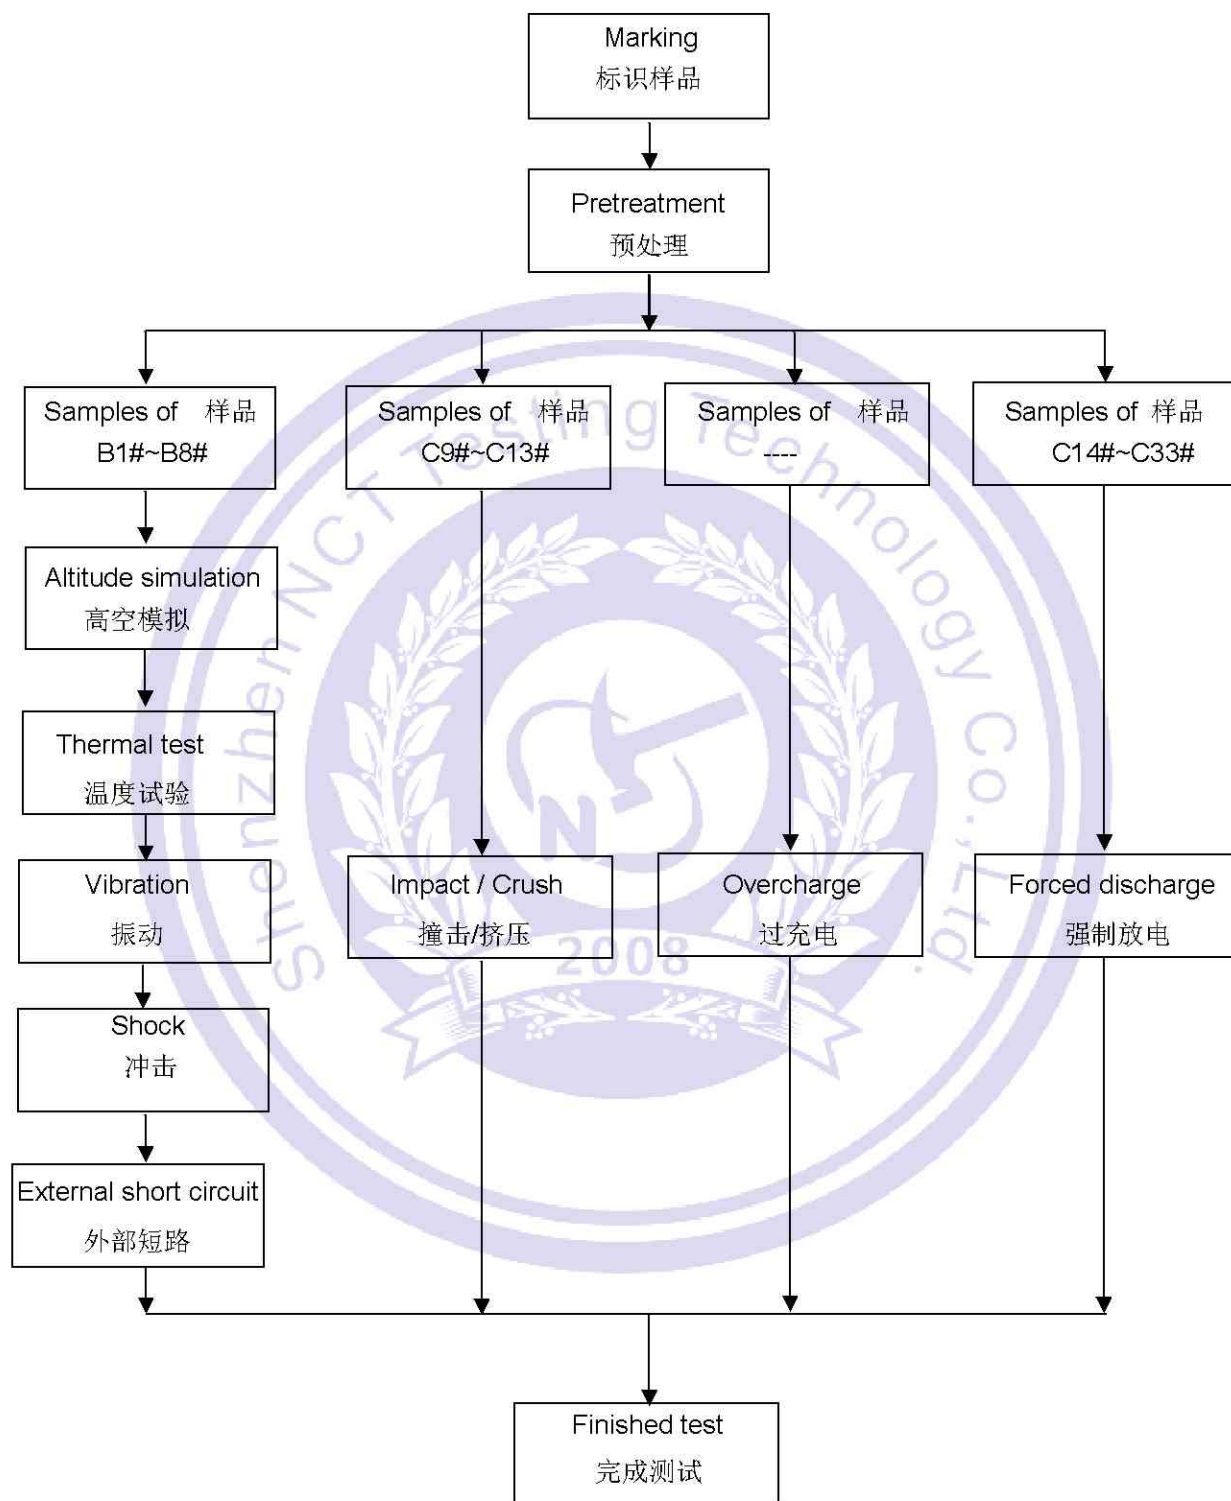 Marking
标识样品
Pretreatment
预处理
Samples of 样品
B1#~B8#
Samples of 样品
C9#~C13#
Samples of 样品
----
Samples of 样品
C14#~C33#
Altitude simulation
高空模拟
Thermal test
温度试验
Vibration
振动
Shock
冲击
External short circuit
外部短路
Impact / Crush
撞击/挤压
Overcharge
过充电
Forced discharge
强制放电
Finished test
完成测试
Shenzhen NCT Testing Technology Co.,Ltd.
N
2008